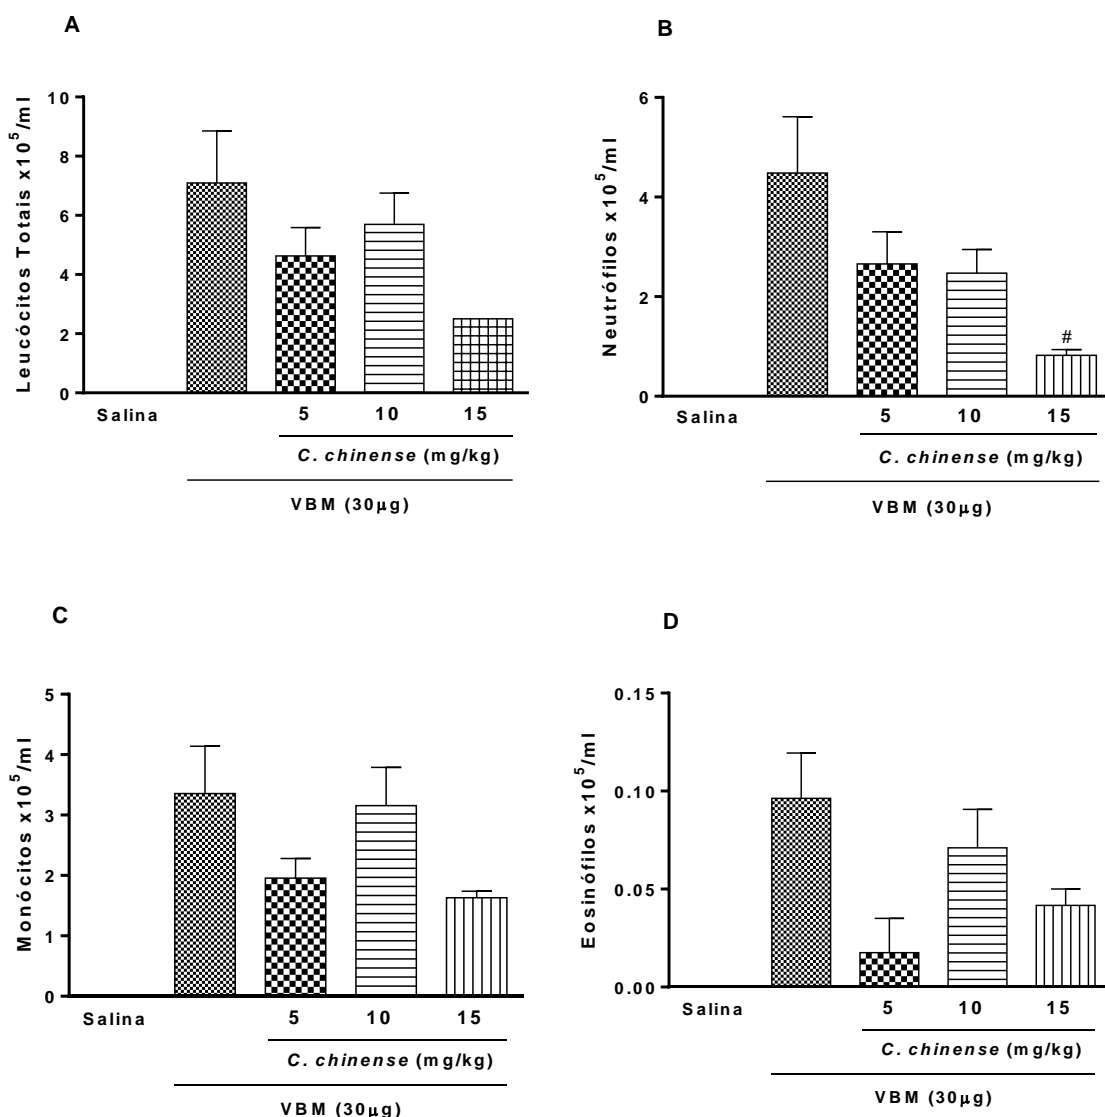 A
Leucócitos Totais x10⁵/ml
10
8
6
4
2
0
Salina
5 10 15
C. chinense (mg/kg)
VBM (30µg)
B
Neutrófilos x10⁵/ml
6
4
2
0
#
Salina
5 10 15
C. chinense (mg/kg)
VBM (30µg)
C
Monócitos x10⁵/ml
5
4
3
2
1
0
Salina
5 10 15
C. chinense (mg/kg)
VBM (30µg)
D
Eosinófilos x10⁵/ml
0.15
0.10
0.05
0.00
Salina
5 10 15
C. chinense (mg/kg)
VBM (30µg)